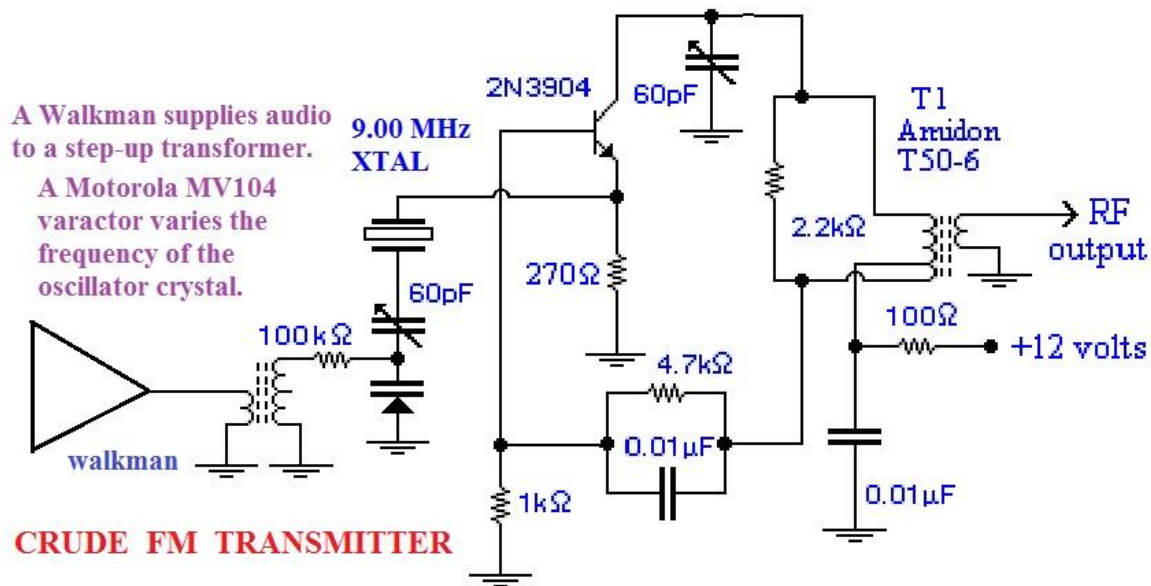 2N3904
60pF
A Walkman supplies audio
to a step-up transformer.
A Motorola MV104
varactor varies the
frequency of the
oscillator crystal.
9.00 MHz
XTAL
T1
Amidon
T50-6
2.2kΩ
RF
output
270Ω
60pF
100kΩ
100Ω
+12 volts
4.7kΩ
0.01µF
walkman
1kΩ
0.01µF
CRUDE FM TRANSMITTER